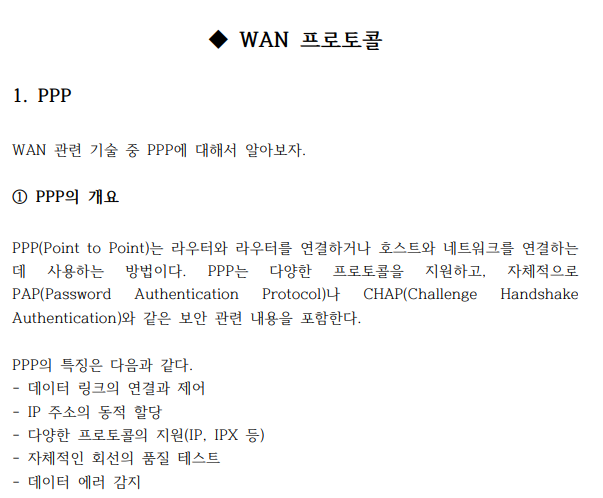 ◆ WAN 프로토콜
1. PPP
WAN 관련 기술 중 PPP에 대해서 알아보자.
① PPP의 개요
PPP(Point to Point)는 라우터와 라우터를 연결하거나 호스트와 네트워크를 연결하는
데 사용하는 방법이다. PPP는 다양한 프로토콜을 지원하고, 자체적으로
PAP(Password Authentication Protocol)나 CHAP(Challenge Handshake
Authentication)와 같은 보안 관련 내용을 포함한다.
PPP의 특징은 다음과 같다.
- 데이터 링크의 연결과 제어
- IP 주소의 동적 할당
- 다양한 프로토콜의 지원(IP, IPX 등)
- 자체적인 회선의 품질 테스트
- 데이터 에러 감지